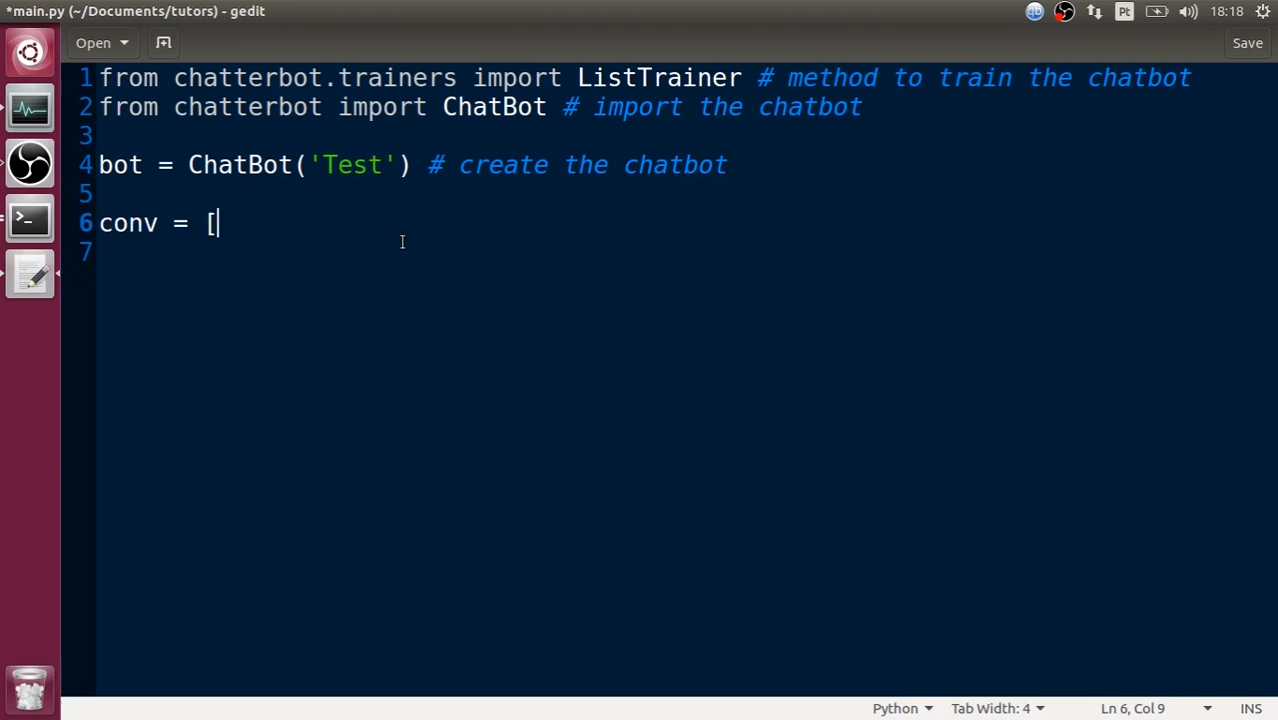 *main.py (~/Documents/tutors) - gedit
Pt
18:18
Open
Save
1 from chatterbot.trainers import ListTrainer # method to train the chatbot
2 from chatterbot import ChatBot # import the chatbot
3
4 bot = ChatBot('Test') # create the chatbot
5
6 conv = [
7
Python Tab Width: 4 Ln 6, Col 9 INS